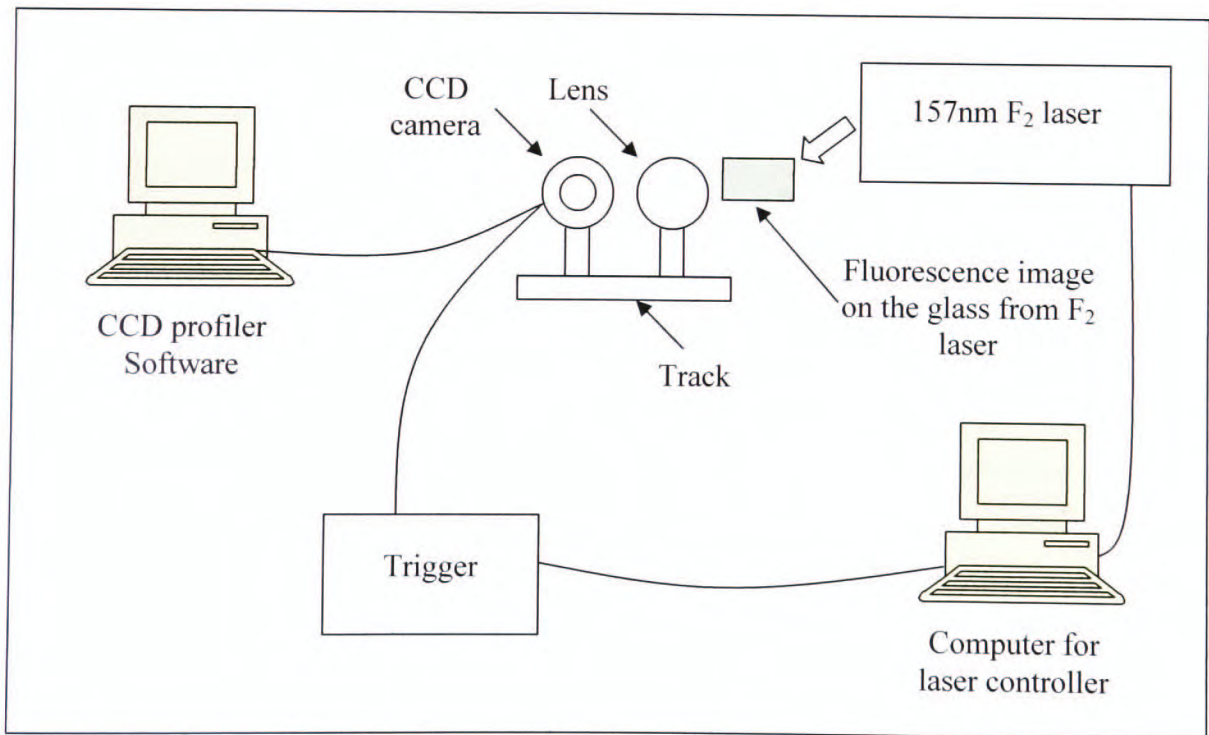 CCD
camera
Lens
157nm F₂ laser
CCD profiler
Software
Fluorescence image
on the glass from F₂
laser
Track
Trigger
Computer for
laser controller